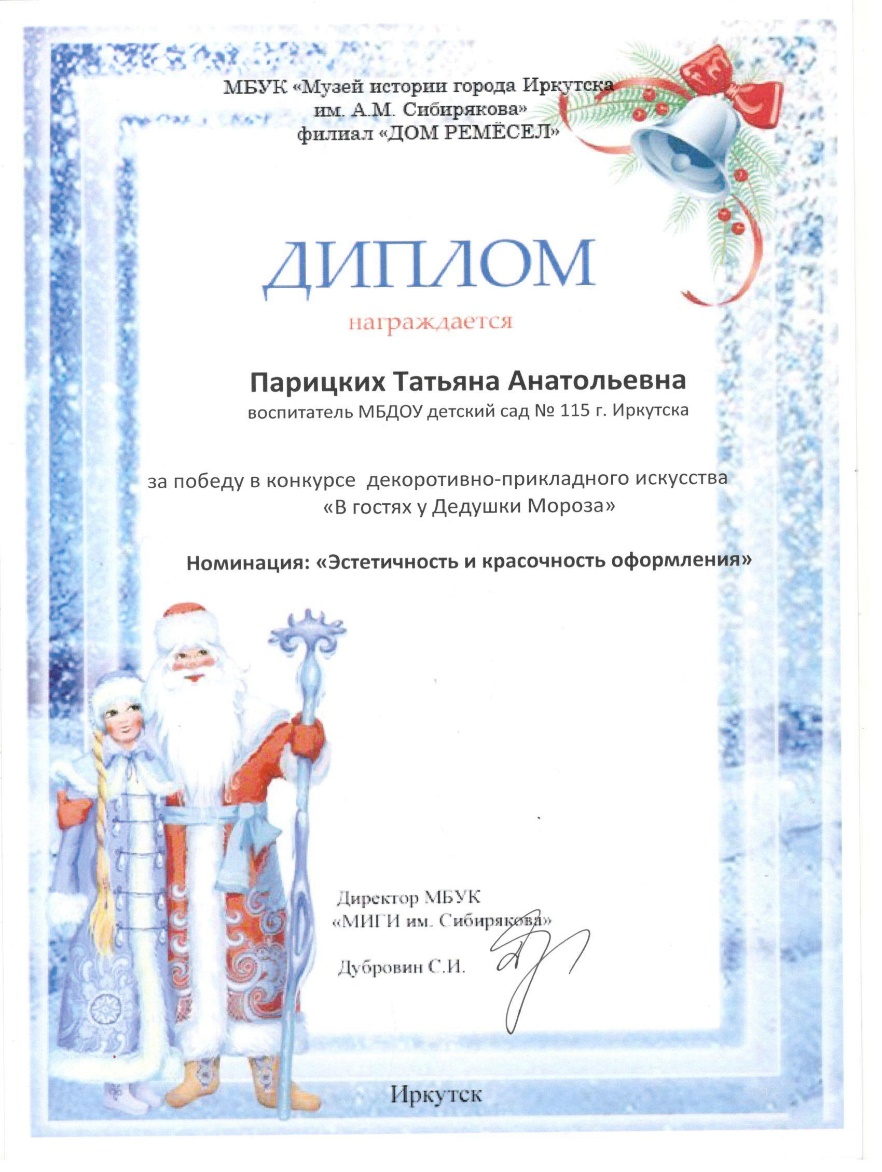 МБУК «Музей истории города Иркутска
им. А.М. Сибирякова»
филиал «ДОМ РЕМЁСЕЛ»
ДИПЛОМ
награждается
Парицких Татьяна Анатольевна
воспитатель МБДОУ детский сад № 115 г. Иркутска
за победу в конкурсе декоротивно-прикладного искусства
«В гостях у Дедушки Мороза»
Номинация: «Эстетичность и красочность оформления»
Директор МБУК
«МИГИ им. Сибирякова»
Дубровин С.И.
Иркутск